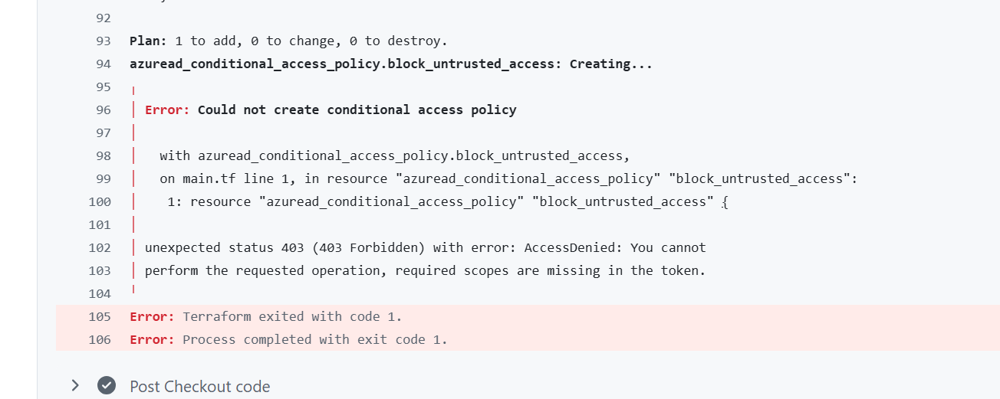 92
93 Plan: 1 to add, 0 to change, 0 to destroy.
94 azuread_conditional_access_policy.block_untrusted_access: Creating...
95
96 Error: Could not create conditional access policy
97
98 with azuread_conditional_access_policy.block_untrusted_access,
99 on main.tf line 1, in resource "azuread_conditional_access_policy" "block_untrusted_access":
100 1: resource "azuread_conditional_access_policy" "block_untrusted_access" {
101
102 unexpected status 403 (403 Forbidden) with error: AccessDenied: You cannot
103 perform the requested operation, required scopes are missing in the token.
104
105 Error: Terraform exited with code 1.
106 Error: Process completed with exit code 1.
Post Checkout code